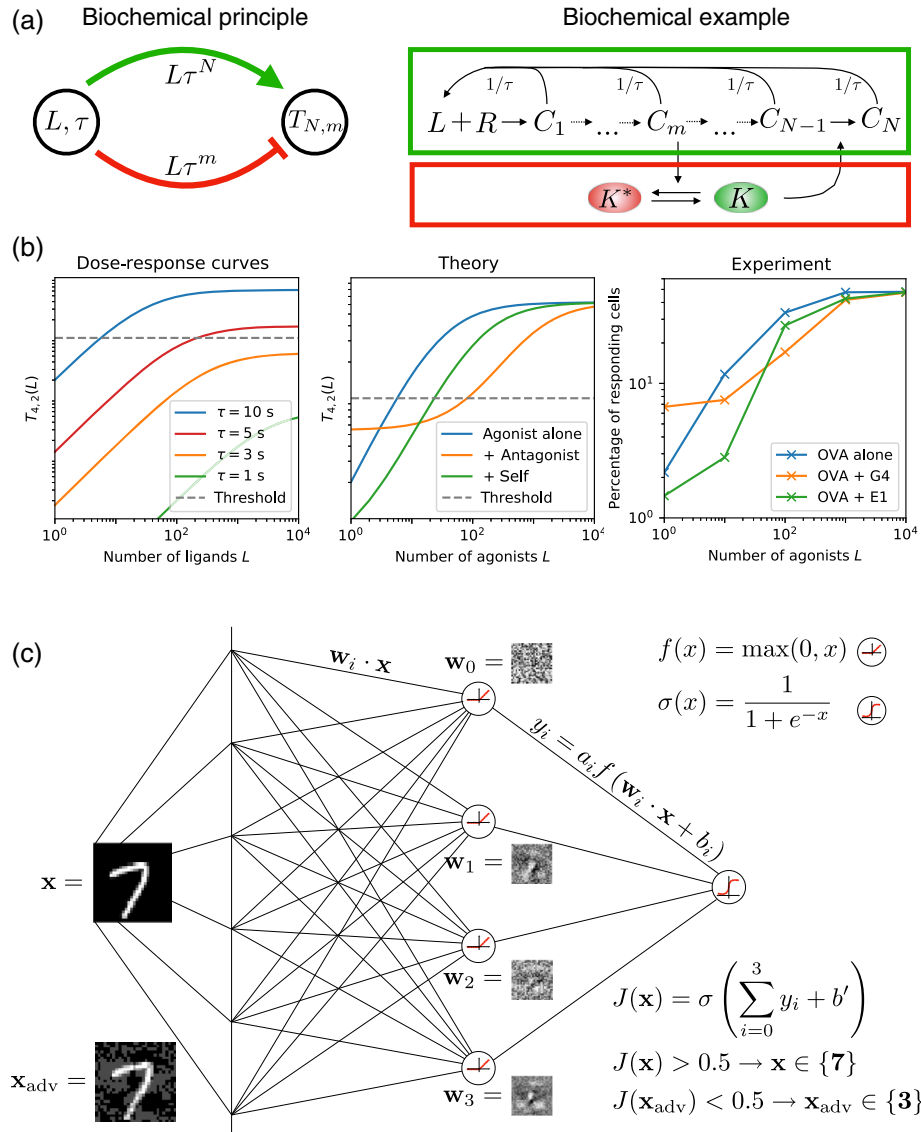 (a)
Biochemical principle
Biochemical example
L, τ
Lτ^N
Lτ^m
T_{N,m}
1/τ 1/τ 1/τ 1/τ
L + R → C_1 ... C_m ... C_{N−1} → C_N
K* K
(b)
Dose-response curves
T_{4,2}(L)
τ = 10 s
τ = 5 s
τ = 3 s
τ = 1 s
Threshold
10^0 10^2 10^4
Number of ligands L
Theory
T_{4,2}(L)
Agonist alone
+ Antagonist
+ Self
Threshold
10^0 10^2 10^4
Number of agonists L
Experiment
Percentage of responding cells
10^1
10^0
OVA alone
OVA + G4
OVA + E1
10^0 10^2 10^4
Number of agonists L
(c)
w_i · x
w_0 =
w_1 =
w_2 =
w_3 =
x =
x_adv =
y_i = a_i f (w_i · x + b_i)
f(x) = max(0, x)
σ(x) = 1 / (1 + e^{−x})
J(x) = σ (∑_{i=0}^{3} y_i + b′)
J(x) > 0.5 → x ∈ {7}
J(x_adv) < 0.5 → x_adv ∈ {3}